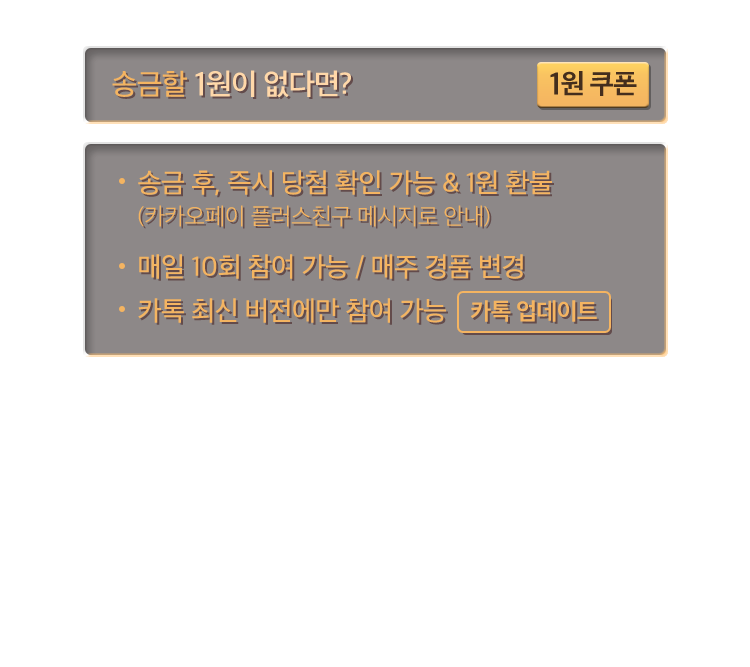 송금할 1원이 없다면?
1원 쿠폰
• 송금 후, 즉시 당첨 확인 가능 & 1원 환불
(카카오페이 플러스친구 메시지로 안내)
• 매일 10회 참여 가능 / 매주 경품 변경
• 카톡 최신 버전에만 참여 가능 카톡 업데이트